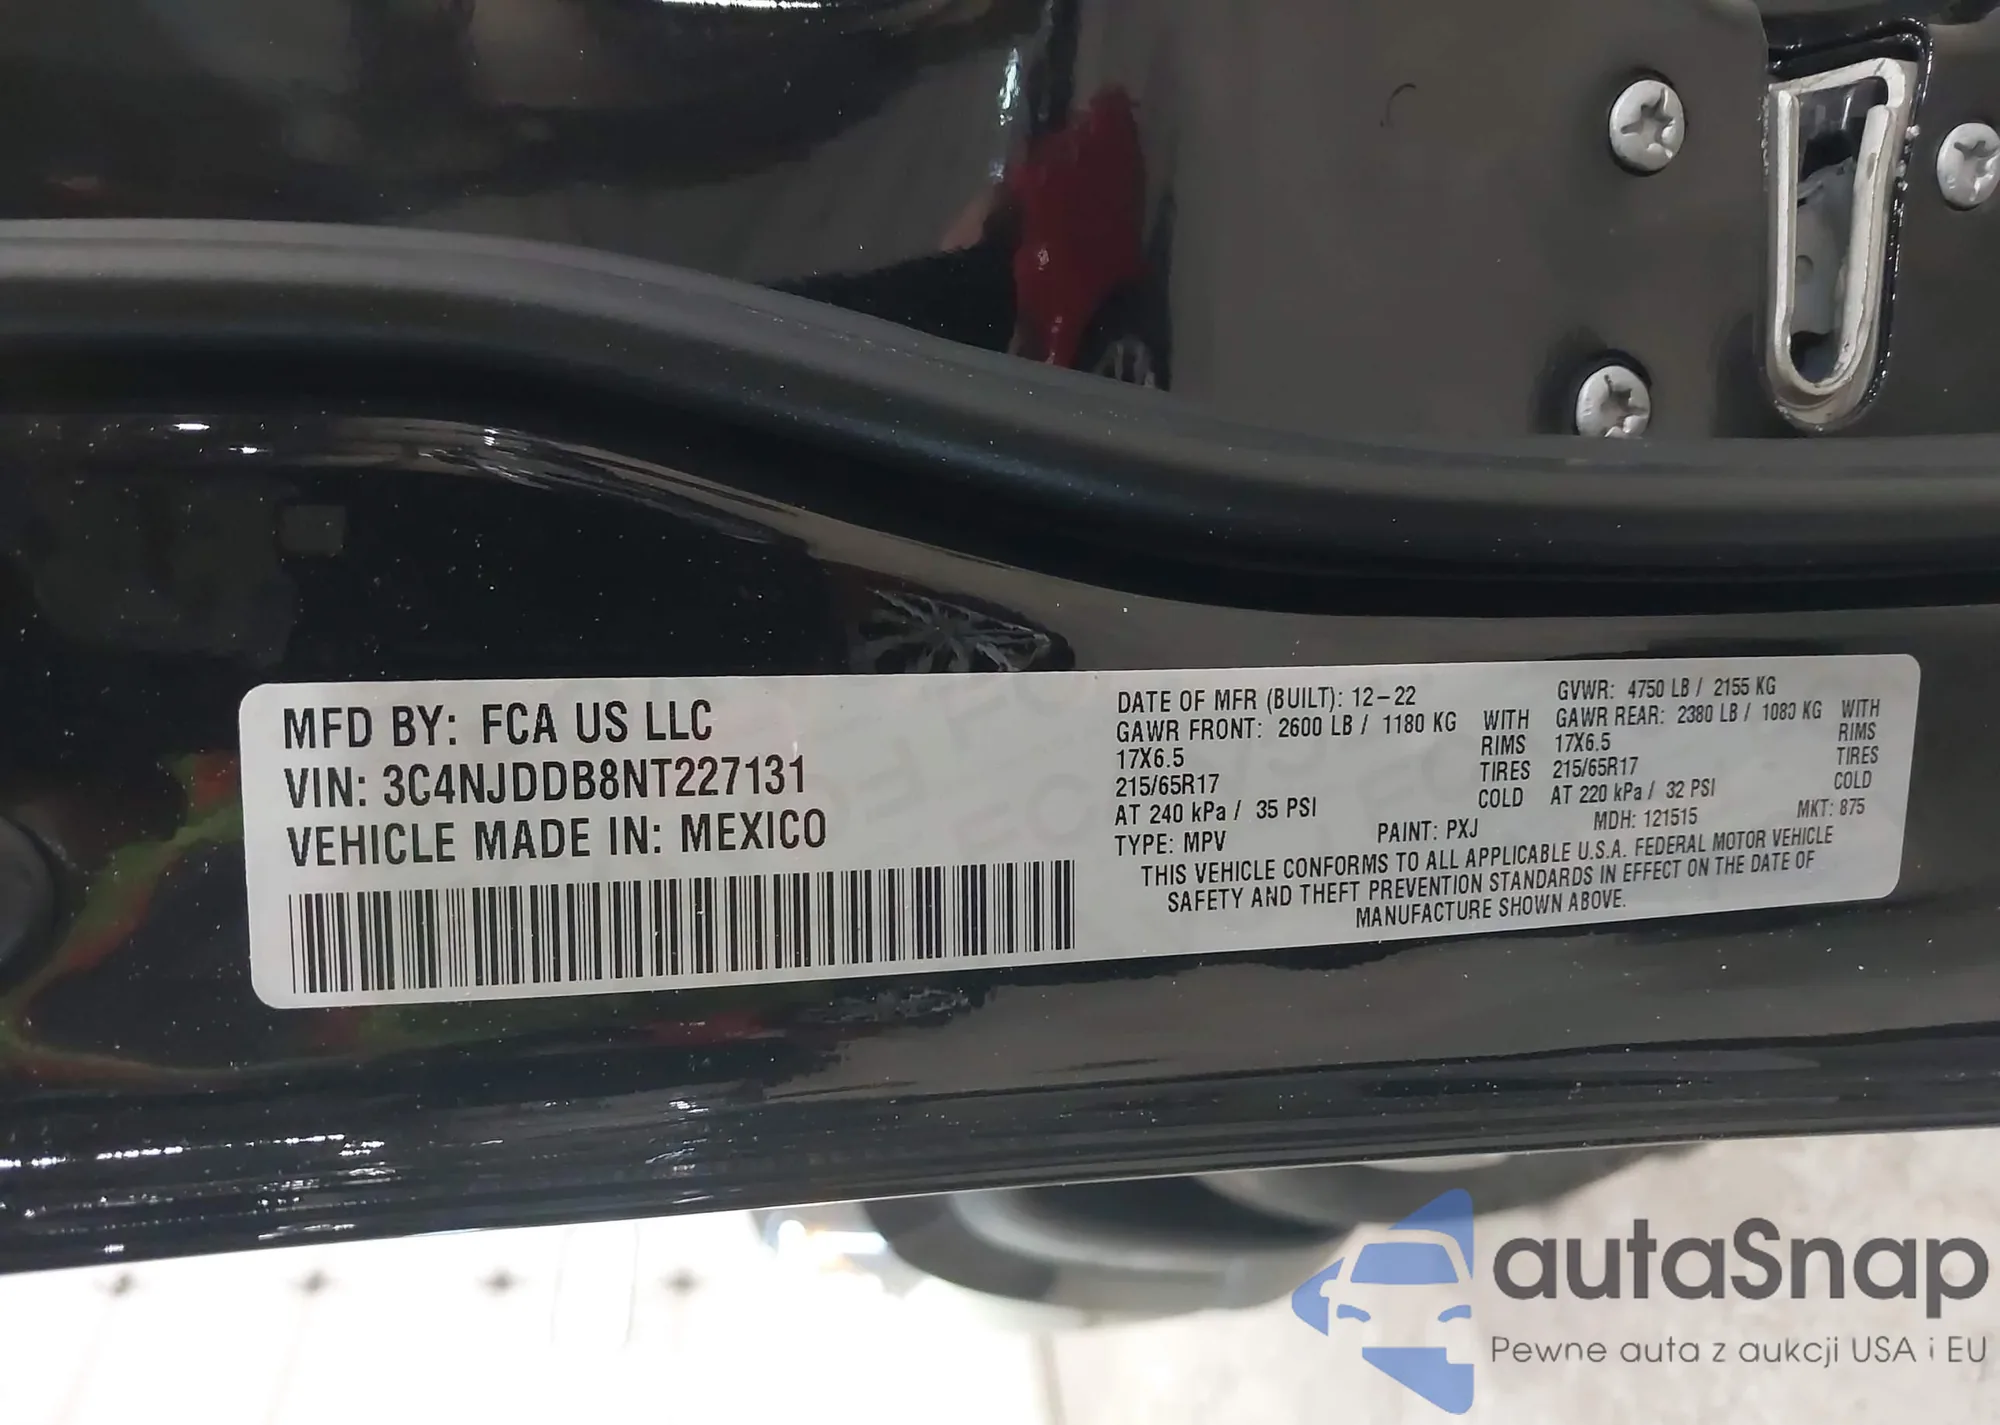 MFD BY: FCA US LLC
VIN: 3C4NJDDB8NT227131
VEHICLE MADE IN: MEXICO
DATE OF MFR (BUILT): 12-22 GVWR: 4750 LB / 2155 KG
GAWR FRONT: 2600 LB / 1180 KG WITH GAWR REAR: 2380 LB / 1080 KG WITH
17X6.5 RIMS 17X6.5 RIMS
215/65R17 TIRES 215/65R17 TIRES
AT 240 kPa / 35 PSI COLD AT 220 kPa / 32 PSI COLD
TYPE: MPV PAINT: PXJ MDH: 121515 MKT: 875
THIS VEHICLE CONFORMS TO ALL APPLICABLE U.S.A. FEDERAL MOTOR VEHICLE
SAFETY AND THEFT PREVENTION STANDARDS IN EFFECT ON THE DATE OF
MANUFACTURE SHOWN ABOVE.
autaSnap
Pewne auta z aukcji USA i EU